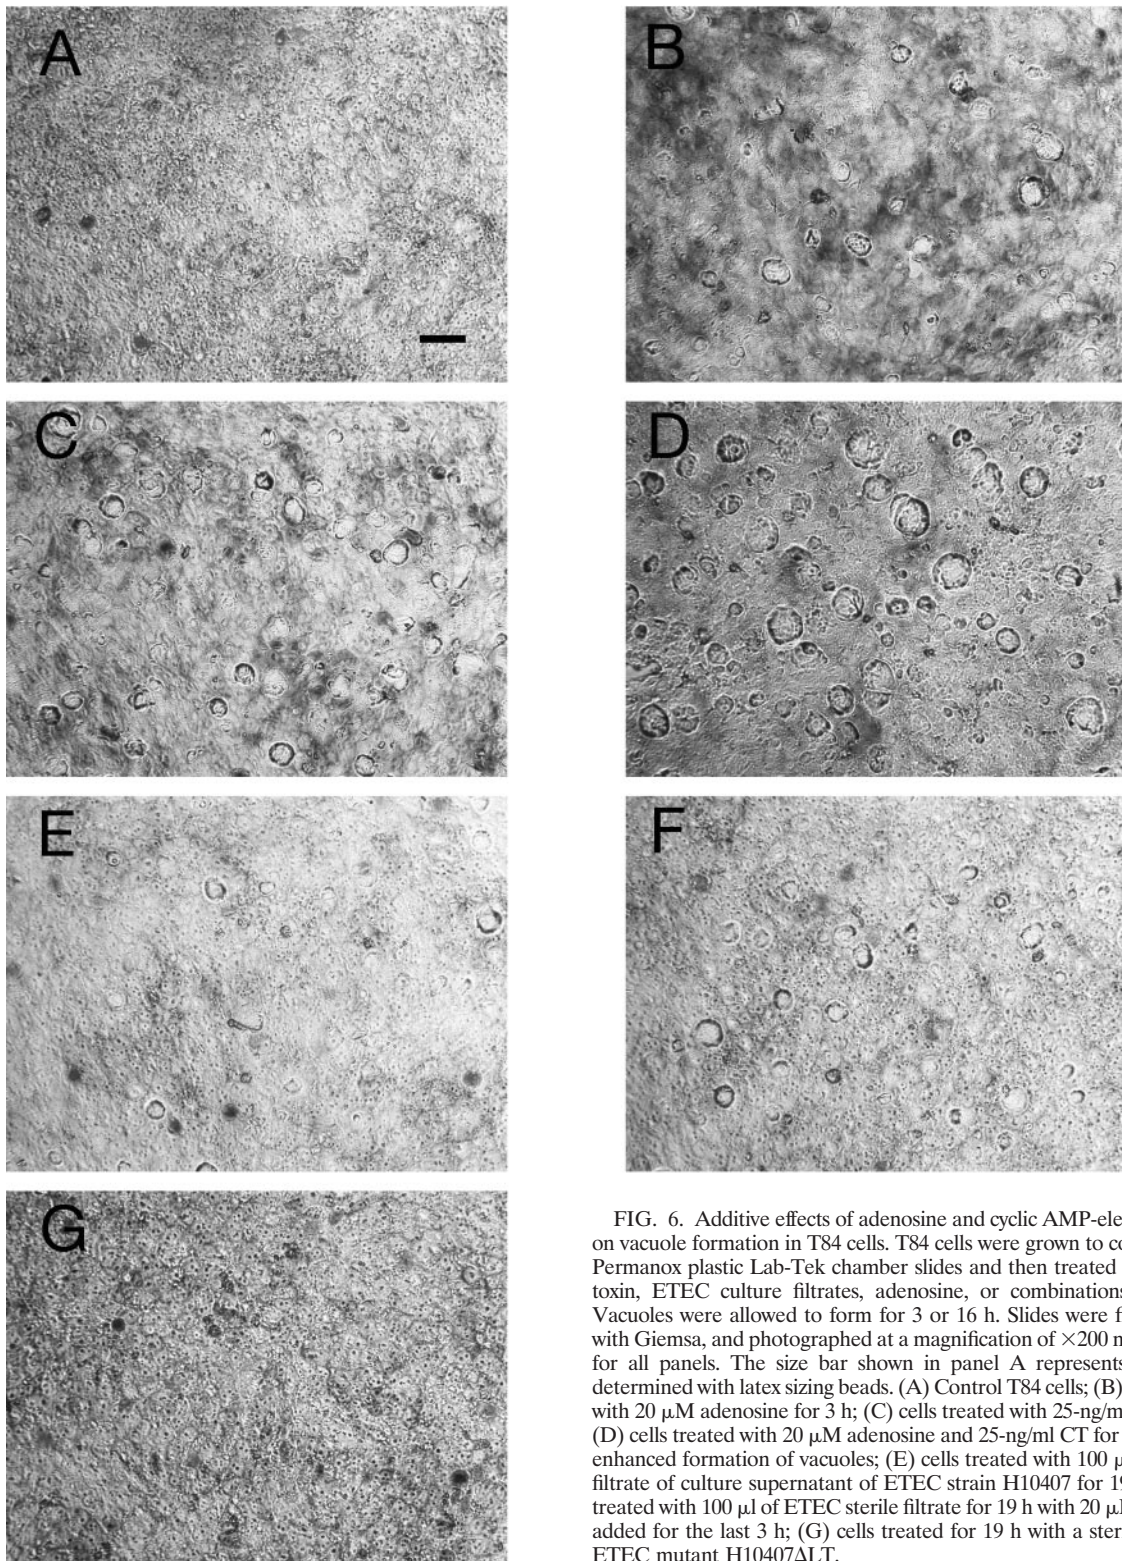 A
B
C
D
E
F
G
FIG. 6. Additive effects of adenosine and cyclic AMP-ele
on vacuole formation in T84 cells. T84 cells were grown to co
Permanox plastic Lab-Tek chamber slides and then treated
toxin, ETEC culture filtrates, adenosine, or combinations
Vacuoles were allowed to form for 3 or 16 h. Slides were f
with Giemsa, and photographed at a magnification of ×200 n
for all panels. The size bar shown in panel A represents
determined with latex sizing beads. (A) Control T84 cells; (B)
with 20 μM adenosine for 3 h; (C) cells treated with 25-ng/m
(D) cells treated with 20 μM adenosine and 25-ng/ml CT for
enhanced formation of vacuoles; (E) cells treated with 100 μ
filtrate of culture supernatant of ETEC strain H10407 for 19
treated with 100 μl of ETEC sterile filtrate for 19 h with 20 μ
added for the last 3 h; (G) cells treated for 19 h with a ster
ETEC mutant H10407ΔLT.